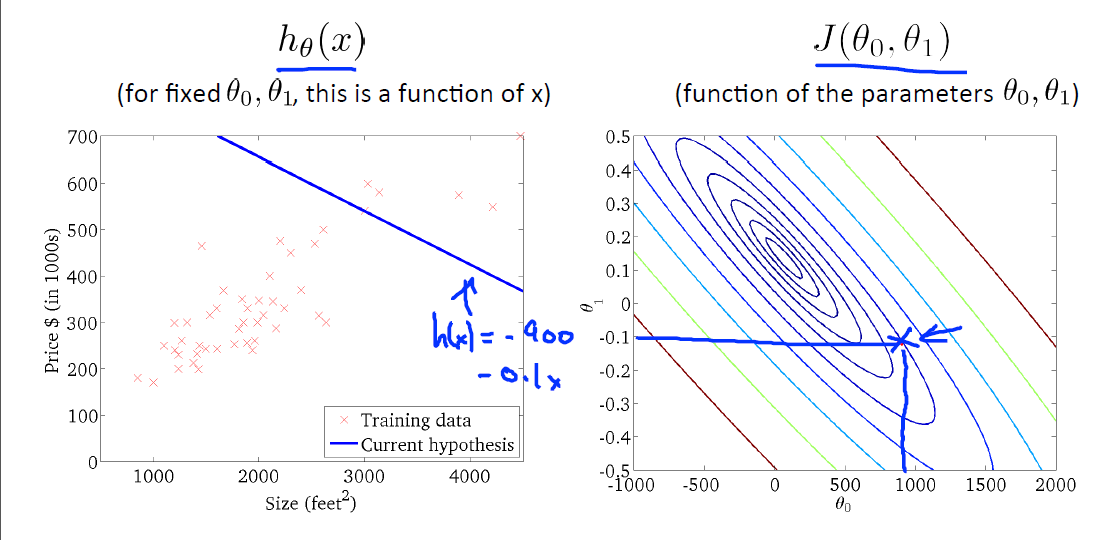 hθ(x)
(for fixed θ0, θ1, this is a function of x)
700
600
500
400
300
200
100
0
Price $ (in 1000s)
1000
2000
3000
4000
Size (feet²)
× Training data
Current hypothesis
h(x) = - 900
- 0.1x
J(θ0, θ1)
(function of the parameters θ0, θ1)
0.5
0.4
0.3
0.2
0.1
0
-0.1
-0.2
-0.3
-0.4
-0.5
θ1
-1000
-500
0
500
1000
1500
2000
θ0